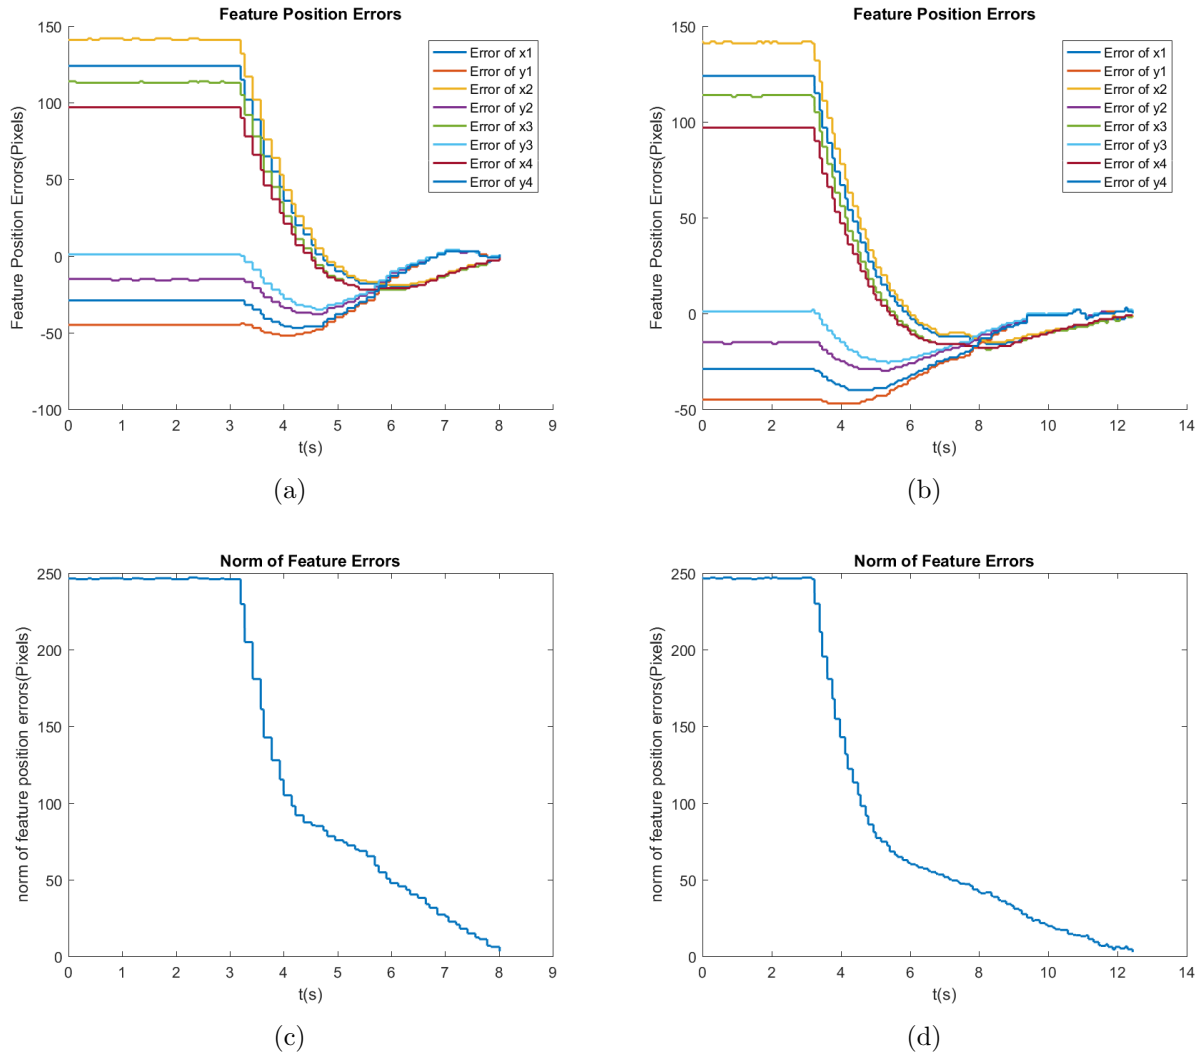 Feature Position Errors
150
100
50
0
-50
-100
Feature Position Errors(Pixels)
0 1 2 3 4 5 6 7 8 9
t(s)
Error of x1
Error of y1
Error of x2
Error of y2
Error of x3
Error of y3
Error of x4
Error of y4
(a)
Feature Position Errors
150
100
50
0
-50
Feature Position Errors(Pixels)
0 2 4 6 8 10 12 14
t(s)
Error of x1
Error of y1
Error of x2
Error of y2
Error of x3
Error of y3
Error of x4
Error of y4
(b)
Norm of Feature Errors
250
200
150
100
50
0
norm of feature position errors(Pixels)
0 1 2 3 4 5 6 7 8 9
t(s)
(c)
Norm of Feature Errors
250
200
150
100
50
0
norm of feature position errors(Pixels)
0 2 4 6 8 10 12 14
t(s)
(d)